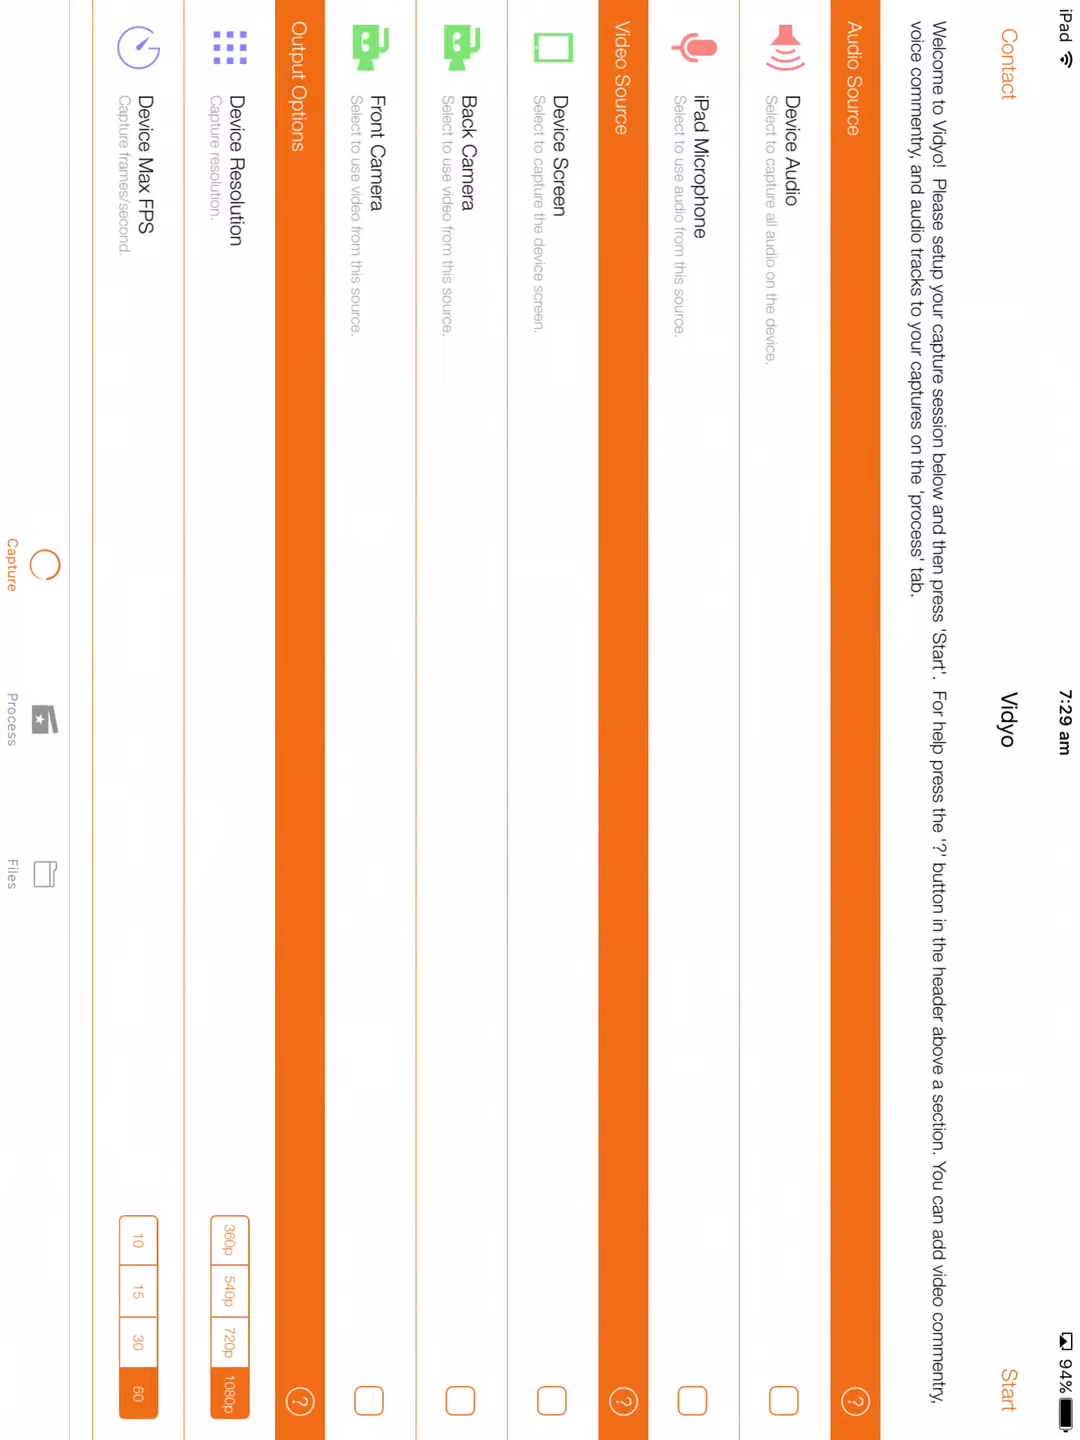 iPad 7:29 am 94%
Contact Vidyo Start
Welcome to Vidyo! Please setup your capture session below and then press 'Start'. For help press the '?' button in the header above a section. You can add video commentry,
voice commentry, and audio tracks to your captures on the 'process' tab.
Audio Source ?
Device Audio
Select to capture all audio on the device.
iPad Microphone
Select to use audio from this source.
Video Source ?
Device Screen
Select to capture the device screen.
Back Camera
Select to use video from this source.
Front Camera
Select to use video from this source.
Output Options ?
Device Resolution
Capture resolution.
360p 540p 720p 1080p
Device Max FPS
Capture frames/second.
10 15 30 60
Capture Process Files